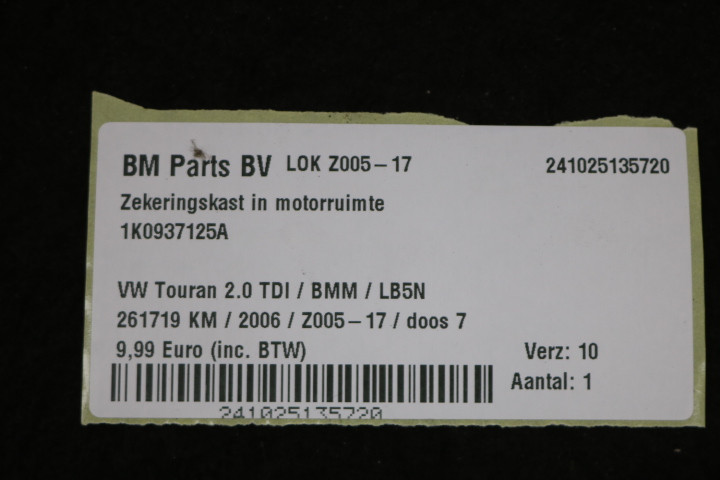 BM Parts BV LOK Z005-17 241025135720
Zekeringskast in motorruimte
1K0937125A
VW Touran 2.0 TDI / BMM / LB5N
261719 KM / 2006 / Z005-17 / doos 7
9,99 Euro (inc. BTW) Verz: 10
Aantal: 1
241025135720